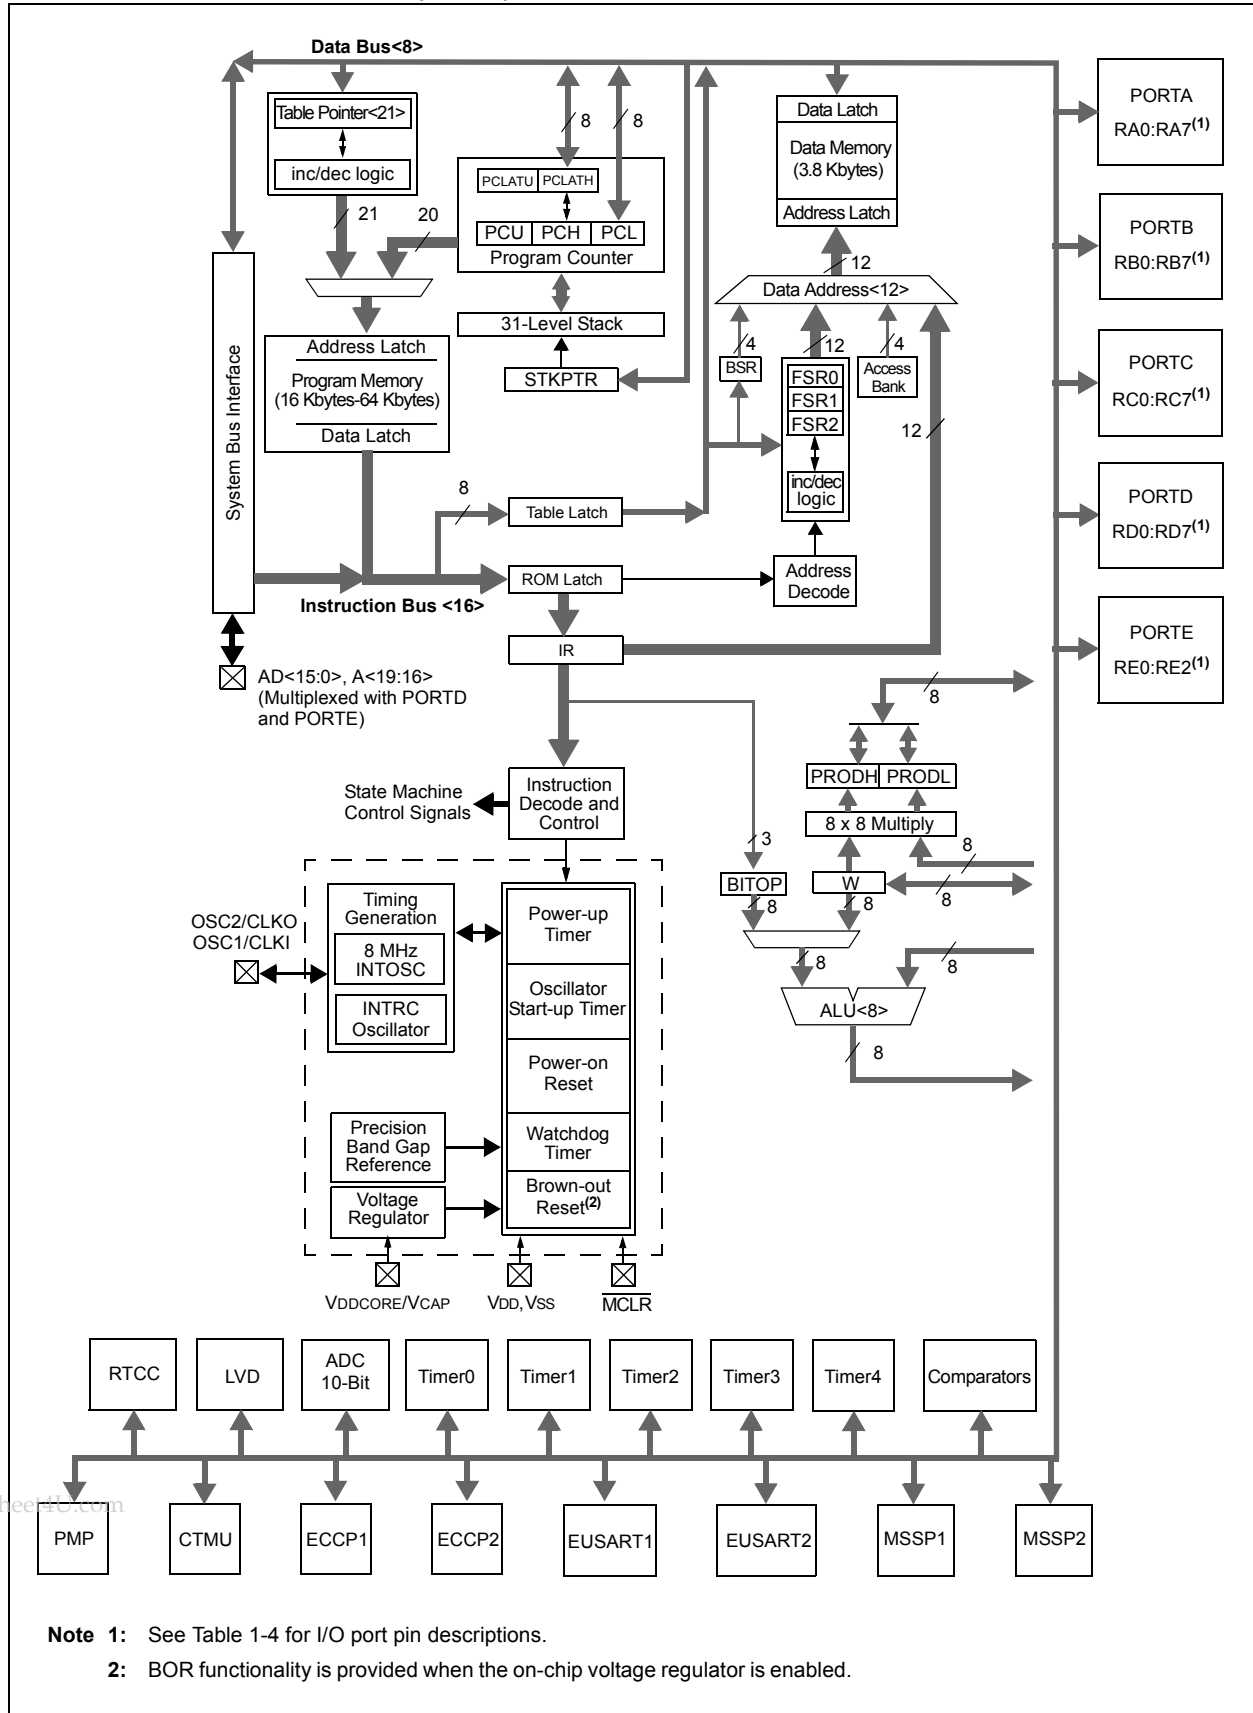 Data Bus<8>
Table Pointer<21>
inc/dec logic
21
20
8
8
PCLATU
PCLATH
PCU
PCH
PCL
Program Counter
31-Level Stack
STKPTR
Data Latch
Data Memory
(3.8 Kbytes)
Address Latch
12
Data Address<12>
4
12
4
BSR
FSR0
FSR1
FSR2
inc/dec
logic
Access
Bank
12
Address
Decode
PORTA
RA0:RA7(1)
PORTB
RB0:RB7(1)
PORTC
RC0:RC7(1)
PORTD
RD0:RD7(1)
PORTE
RE0:RE2(1)
System Bus Interface
Address Latch
Program Memory
(16 Kbytes-64 Kbytes)
Data Latch
8
Table Latch
ROM Latch
Instruction Bus <16>
IR
AD<15:0>, A<19:16>
(Multiplexed with PORTD
and PORTE)
8
PRODH
PRODL
8 x 8 Multiply
8
3
BITOP
W
8
8
8
8
8
ALU<8>
8
State Machine
Control Signals
Instruction
Decode and
Control
OSC2/CLKO
OSC1/CLKI
Timing
Generation
8 MHz
INTOSC
INTRC
Oscillator
Power-up
Timer
Oscillator
Start-up Timer
Power-on
Reset
Watchdog
Timer
Brown-out
Reset(2)
Precision
Band Gap
Reference
Voltage
Regulator
VDDCORE/VCAP
VDD,VSS
MCLR
RTCC
LVD
ADC
10-Bit
Timer0
Timer1
Timer2
Timer3
Timer4
Comparators
heet4U.com
PMP
CTMU
ECCP1
ECCP2
EUSART1
EUSART2
MSSP1
MSSP2
Note 1: See Table 1-4 for I/O port pin descriptions.
2: BOR functionality is provided when the on-chip voltage regulator is enabled.